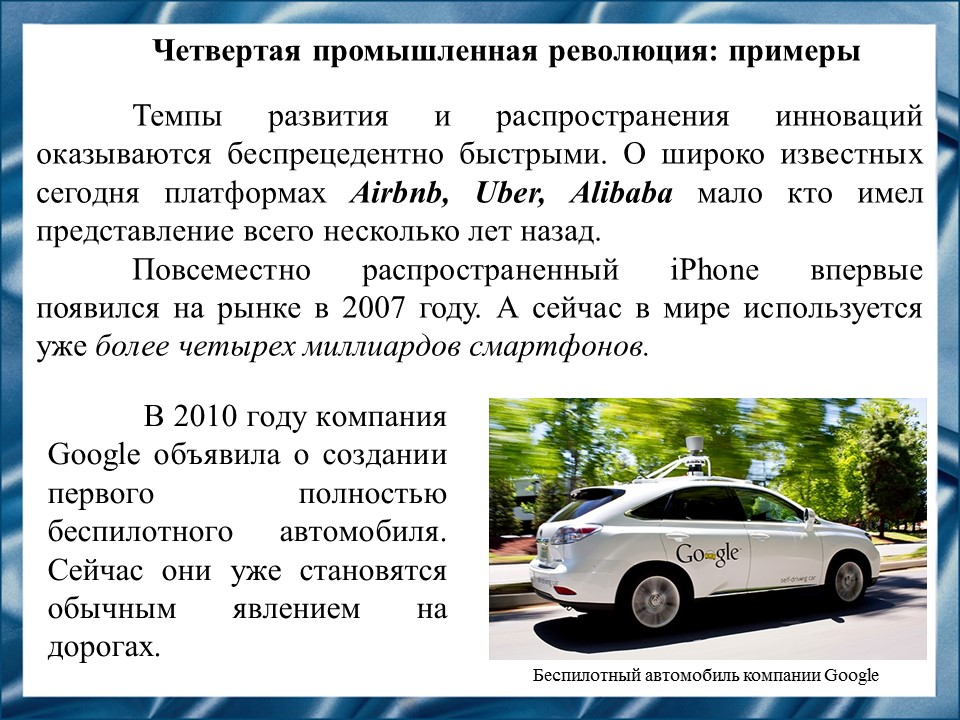 Четвертая промышленная революция: примеры
Темпы развития и распространения инноваций
оказываются беспрецедентно быстрыми. О широко известных
сегодня платформах Airbnb, Uber, Alibaba мало кто имел
представление всего несколько лет назад.
Повсеместно распространенный iPhone впервые
появился на рынке в 2007 году. А сейчас в мире используется
уже более четырех миллиардов смартфонов.
В 2010 году компания
Google объявила о создании
первого полностью
беспилотного автомобиля.
Сейчас они уже становятся
обычным явлением на
дорогах.
Google
self-driving car
Беспилотный автомобиль компании Google